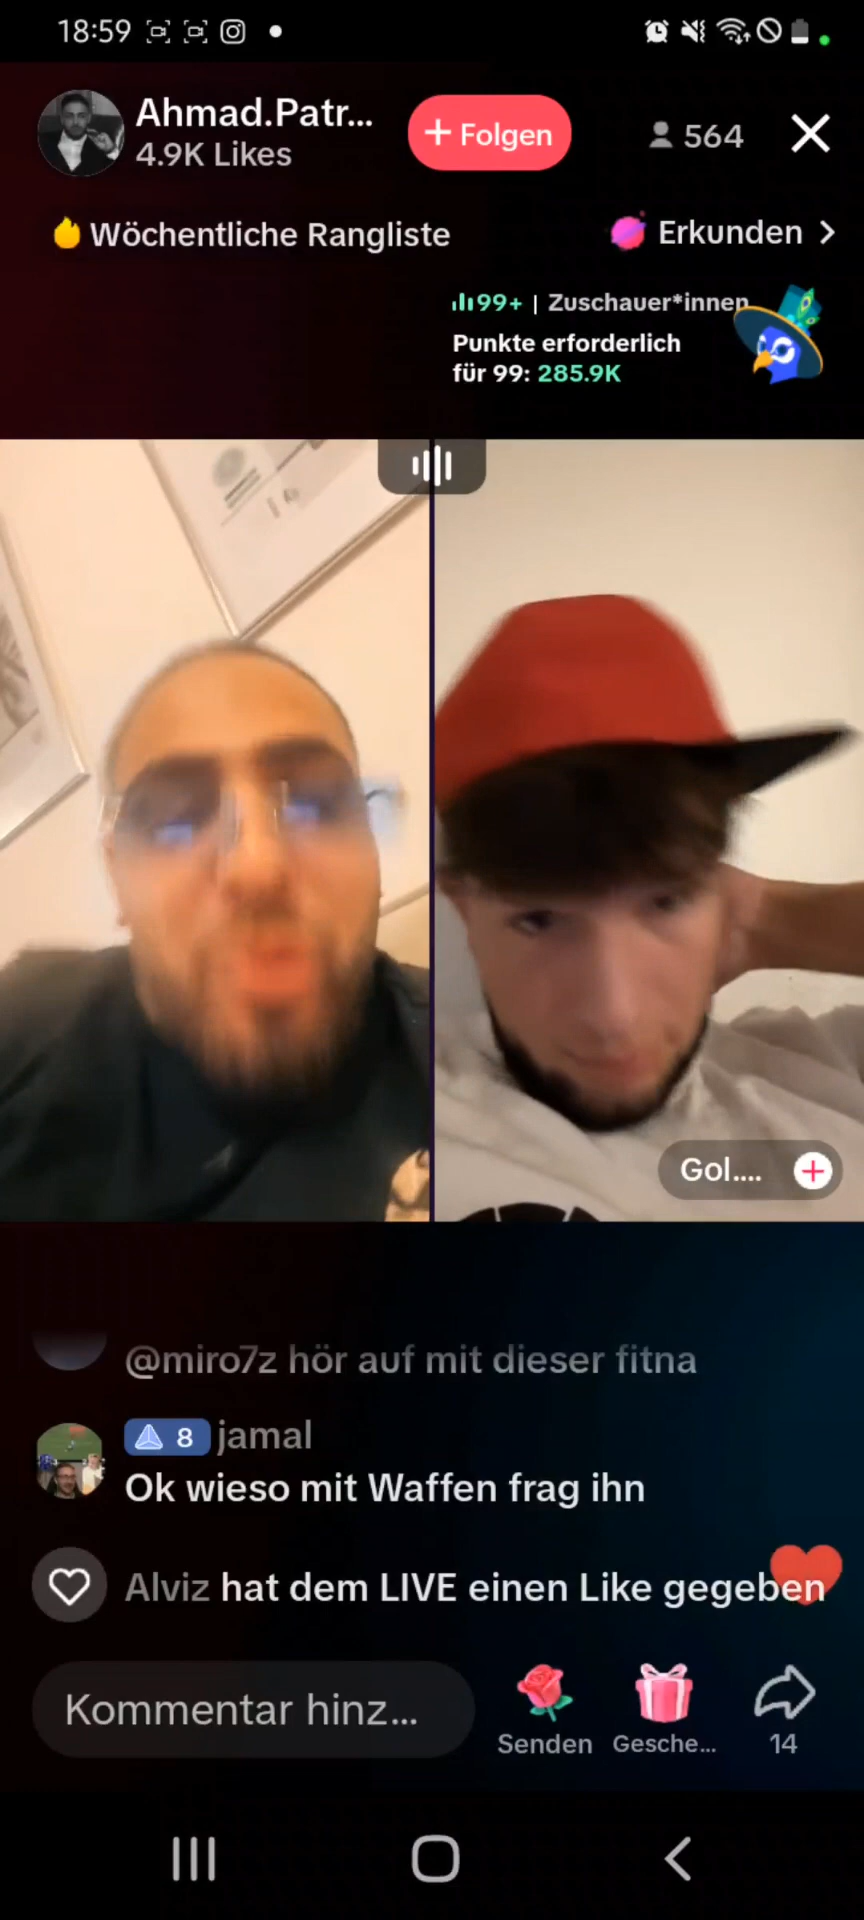 18:59
Ahmad.Patr...
4.9K Likes
+ Folgen
564
Wöchentliche Rangliste
Erkunden >
99+ | Zuschauer*innen
Punkte erforderlich
für 99: 285.9K
Gol....
@miro7z hör auf mit dieser fitna
8 jamal
Ok wieso mit Waffen frag ihn
Alviz hat dem LIVE einen Like gegeben
Kommentar hinz...
Senden
Gesche...
14